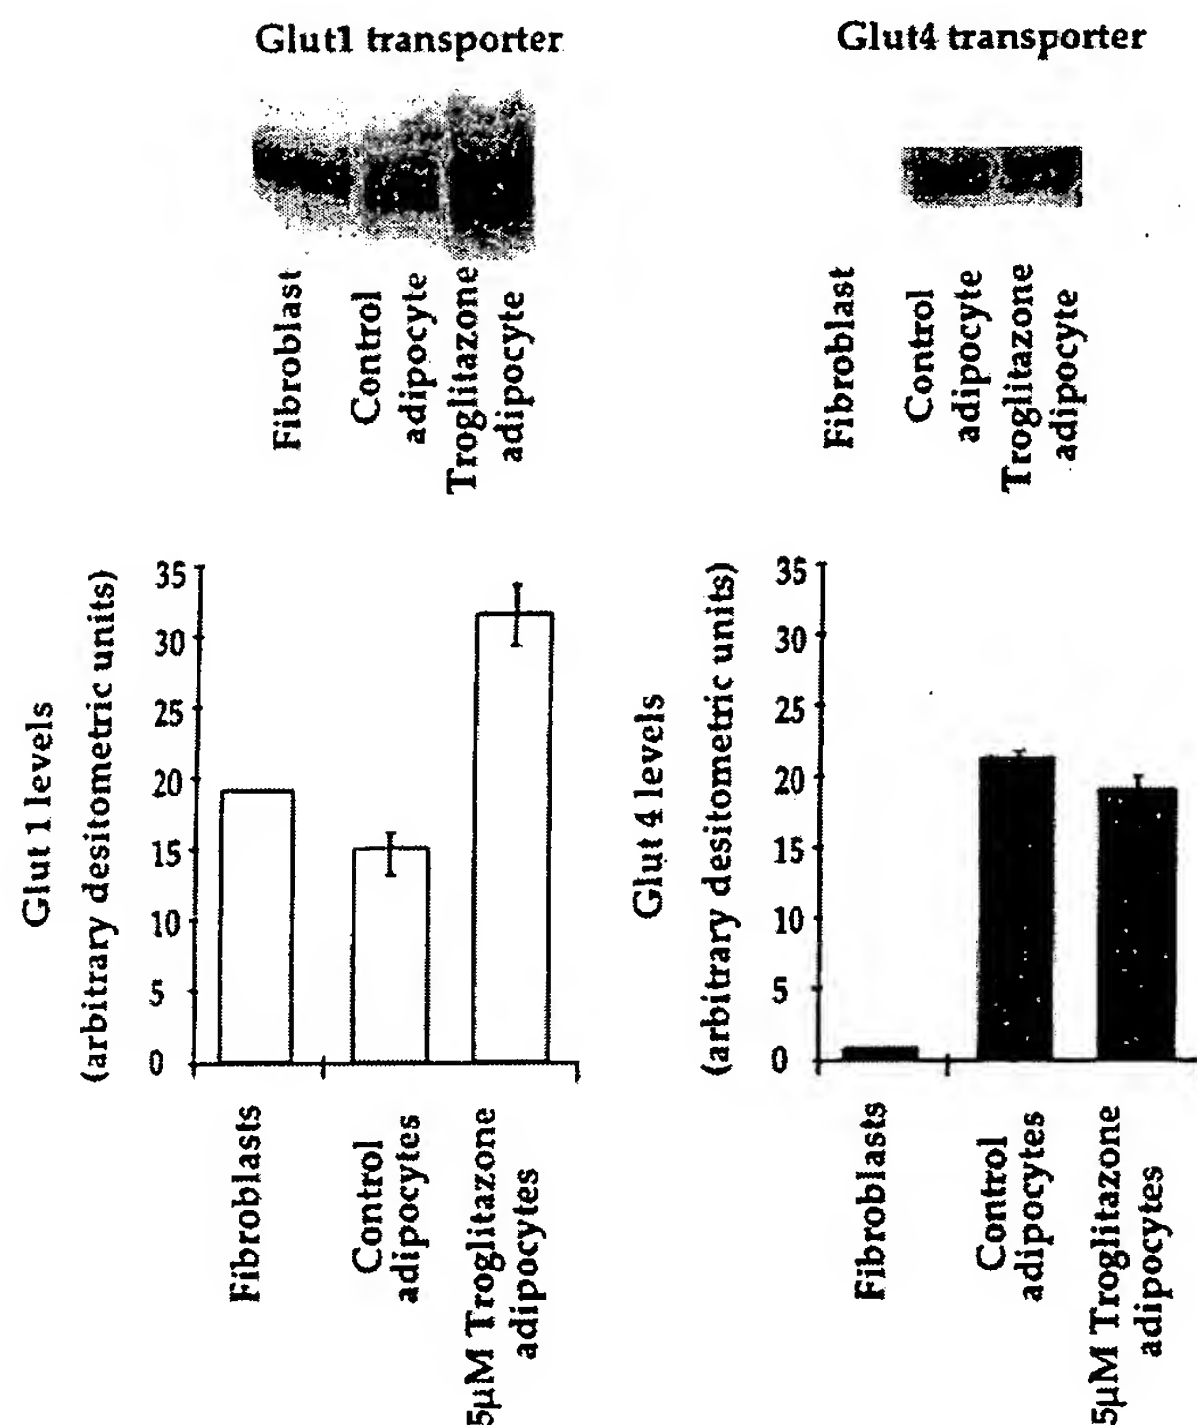 Glut1 transporter
Glut4 transporter
Fibroblast
Control
adipocyte
Troglitazone
adipocyte
Fibroblast
Control
adipocyte
Troglitazone
adipocyte
Glut 1 levels
(arbitrary desitometric units)
35
30
25
20
15
10
5
0
Fibroblasts
Control
adipocytes
5μM Troglitazone
adipocytes
Glut 4 levels
(arbitrary desitometric units)
35
30
25
20
15
10
5
0
Fibroblasts
Control
adipocytes
5μM Troglitazone
adipocytes